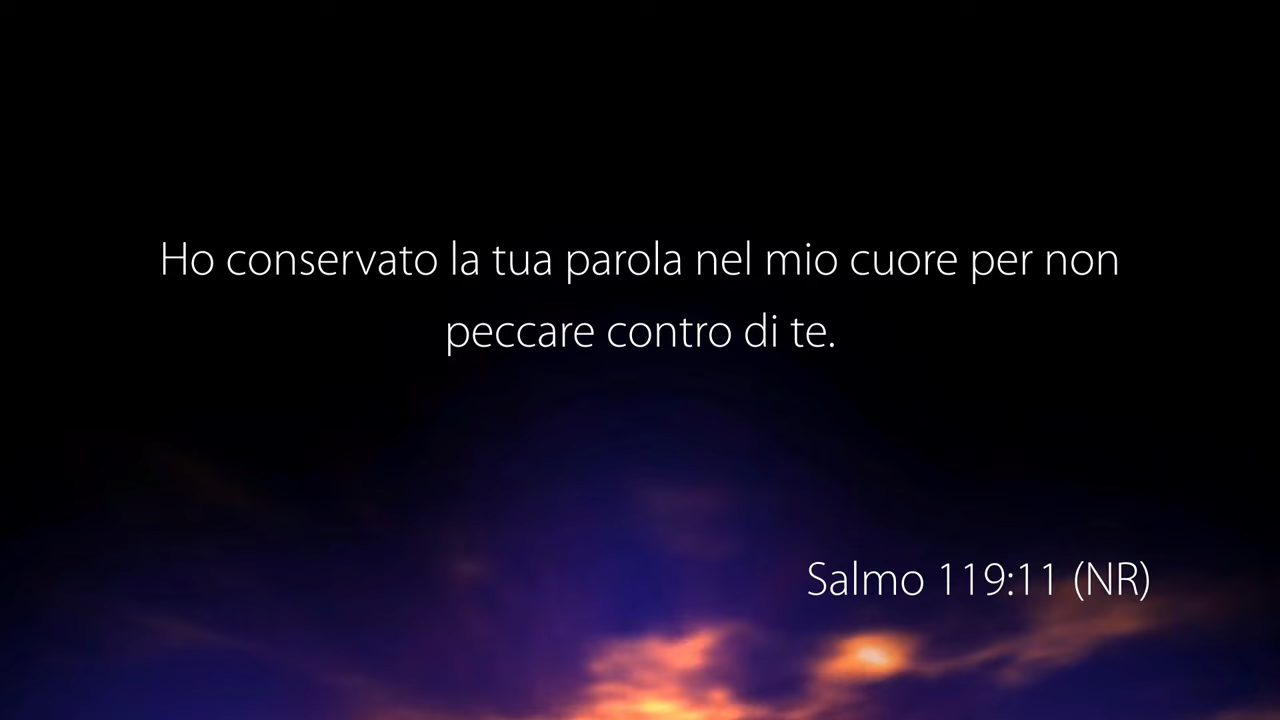 Ho conservato la tua parola nel mio cuore per non
peccare contro di te.
Salmo 119:11 (NR)